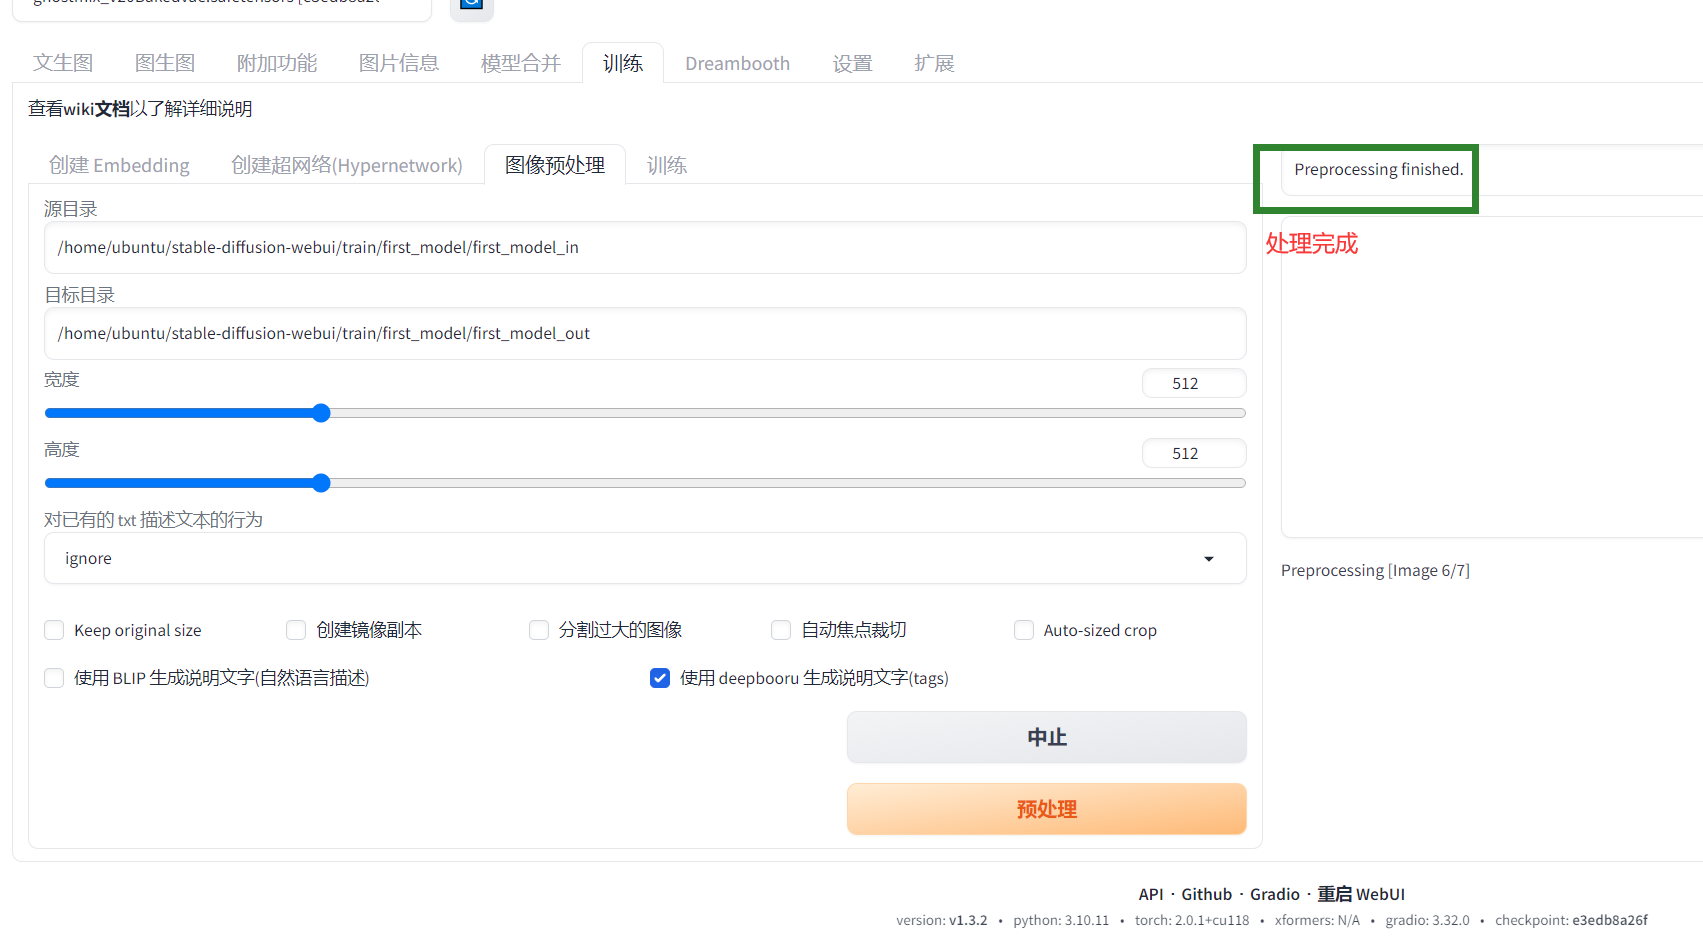 文生图 图生图 附加功能 图片信息 模型合并 训练 Dreambooth 设置 扩展
查看wiki文档以了解详细说明
创建 Embedding 创建超网络(Hypernetwork) 图像预处理 训练
Preprocessing finished.
处理完成
源目录
/home/ubuntu/stable-diffusion-webui/train/first_model/first_model_in
目标目录
/home/ubuntu/stable-diffusion-webui/train/first_model/first_model_out
宽度 512
高度 512
对已有的 txt 描述文本的行为
ignore
Preprocessing [Image 6/7]
Keep original size 创建镜像副本 分割过大的图像 自动焦点裁切 Auto-sized crop
使用 BLIP 生成说明文字(自然语言描述) 使用 deepbooru 生成说明文字(tags)
中止
预处理
API · Github · Gradio · 重启 WebUI
version: v1.3.2 • python: 3.10.11 • torch: 2.0.1+cu118 • xformers: N/A • gradio: 3.32.0 • checkpoint: e3edb8a26f